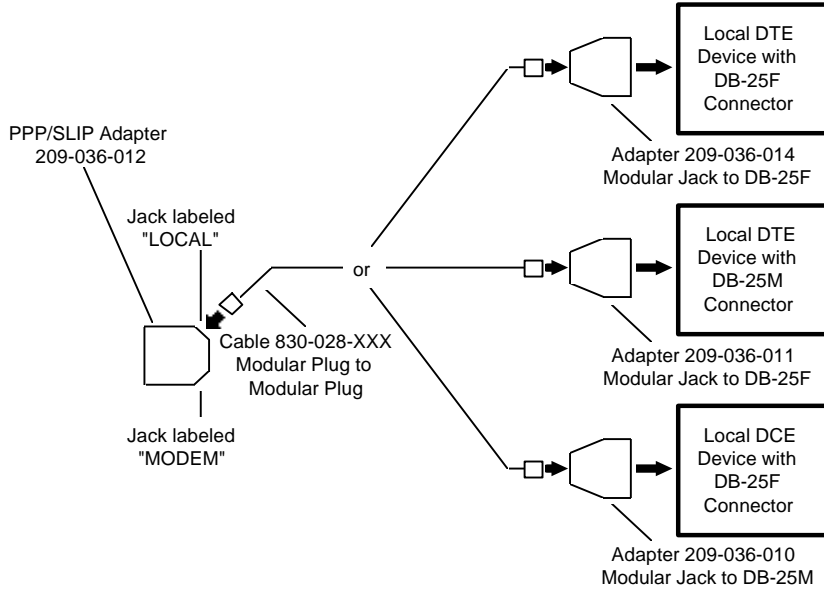 PPP/SLIP Adapter
209-036-012
Jack labeled
"LOCAL"
Cable 830-028-XXX
Modular Plug to
Modular Plug
Jack labeled
"MODEM"
or
Local DTE
Device with
DB-25F
Connector
Adapter 209-036-014
Modular Jack to DB-25F
Local DTE
Device with
DB-25M
Connector
Adapter 209-036-011
Modular Jack to DB-25F
Local DCE
Device with
DB-25F
Connector
Adapter 209-036-010
Modular Jack to DB-25M